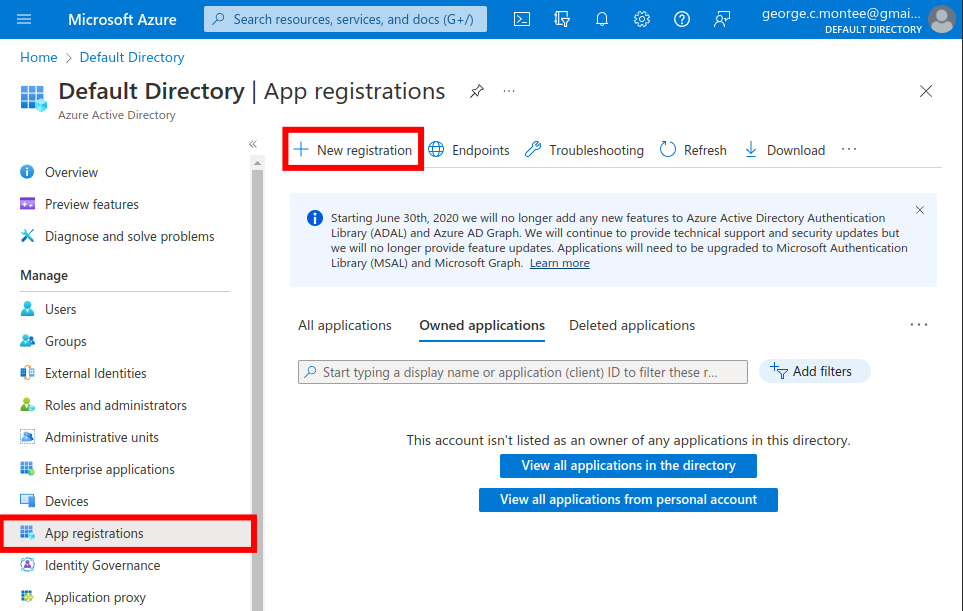 Microsoft Azure
Search resources, services, and docs (G+/)
george.c.montee@gmai...
DEFAULT DIRECTORY
Home > Default Directory
Default Directory | App registrations
...
Azure Active Directory
«
Overview
Preview features
Diagnose and solve problems
Manage
Users
Groups
External Identities
Roles and administrators
Administrative units
Enterprise applications
Devices
App registrations
Identity Governance
Application proxy
New registration
Endpoints
Troubleshooting
Refresh
Download
...
Starting June 30th, 2020 we will no longer add any new features to Azure Active Directory Authentication
Library (ADAL) and Azure AD Graph. We will continue to provide technical support and security updates but
we will no longer provide feature updates. Applications will need to be upgraded to Microsoft Authentication
Library (MSAL) and Microsoft Graph. Learn more
All applications
Owned applications
Deleted applications
...
Start typing a display name or application (client) ID to filter these r...
Add filters
This account isn't listed as an owner of any applications in this directory.
View all applications in the directory
View all applications from personal account